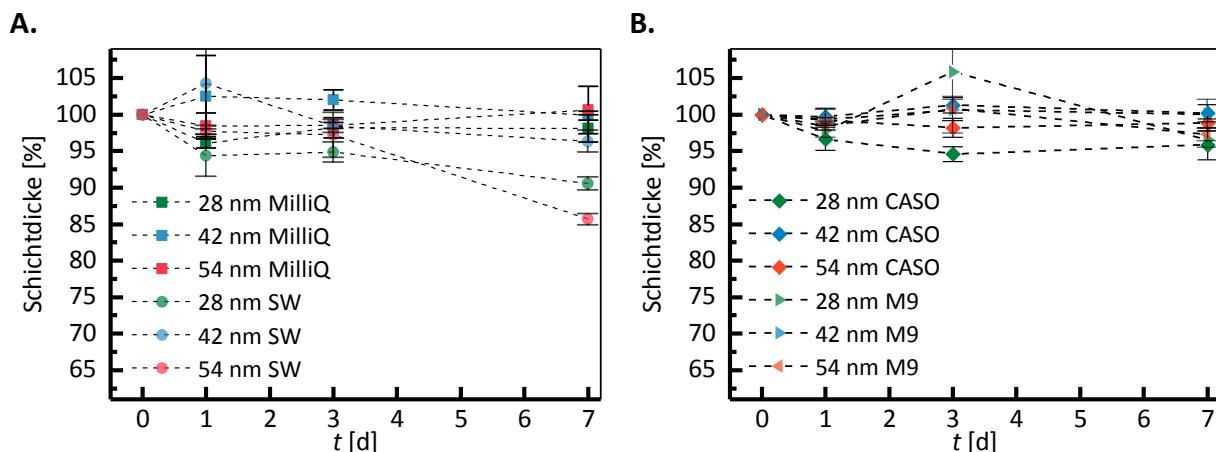 A.
Schichtdicke [%]
105
100
95
90
85
80
75
70
65
28 nm MilliQ
42 nm MilliQ
54 nm MilliQ
28 nm SW
42 nm SW
54 nm SW
0 1 2 3 4 5 6 7
t [d]
B.
Schichtdicke [%]
105
100
95
90
85
80
75
70
65
28 nm CASO
42 nm CASO
54 nm CASO
28 nm M9
42 nm M9
54 nm M9
0 1 2 3 4 5 6 7
t [d]